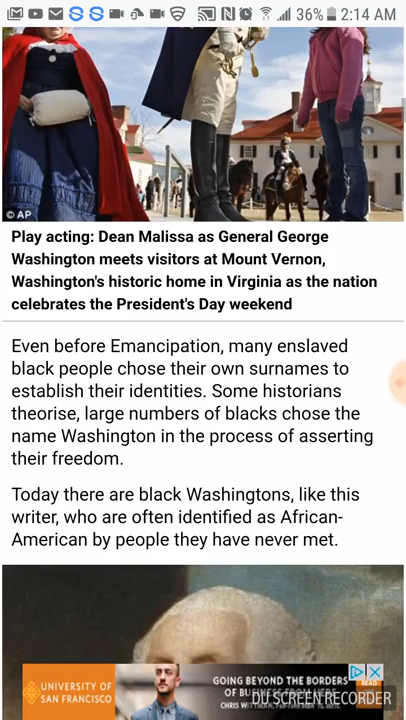 36% 2:14 AM
© AP
Play acting: Dean Malissa as General George
Washington meets visitors at Mount Vernon,
Washington's historic home in Virginia as the nation
celebrates the President's Day weekend
Even before Emancipation, many enslaved
black people chose their own surnames to
establish their identities. Some historians
theorise, large numbers of blacks chose the
name Washington in the process of asserting
their freedom.
Today there are black Washingtons, like this
writer, who are often identified as African-
American by people they have never met.
UNIVERSITY OF
SAN FRANCISCO
GOING BEYOND THE BORDERS
OF BUSINESS FROM HERE
CHRIS
READ
DU SCREEN RECORDER